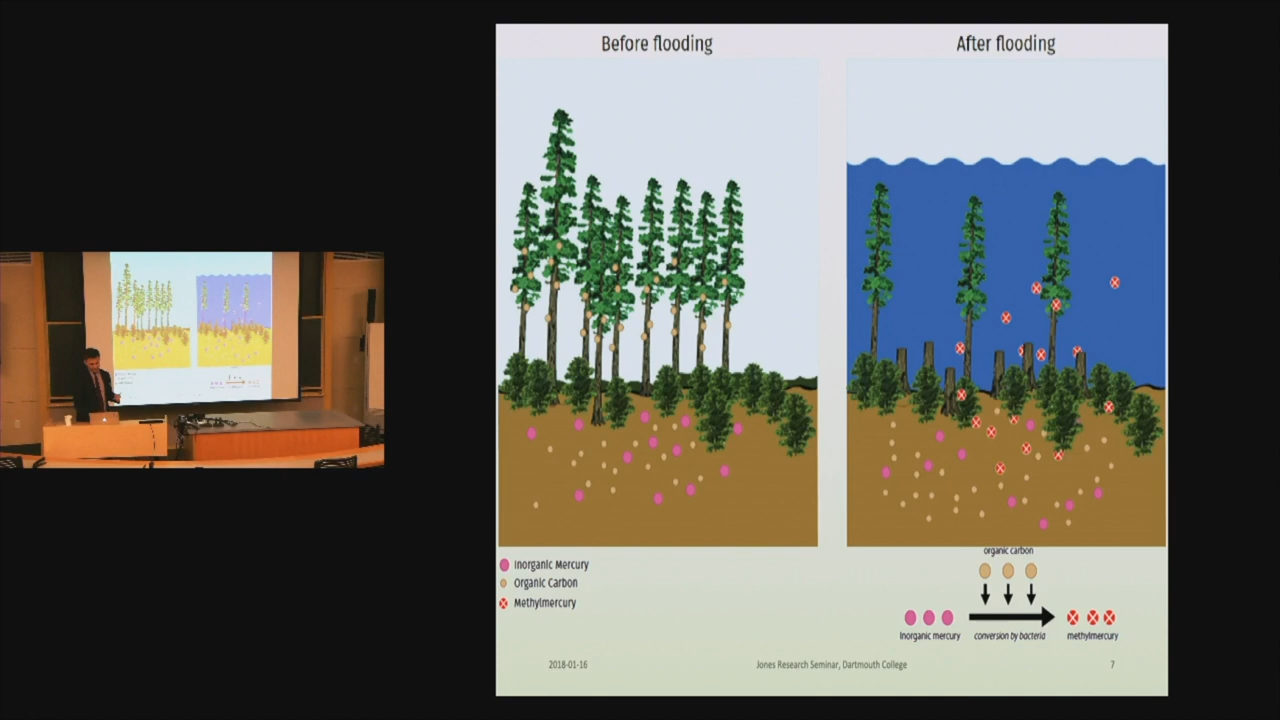 Before flooding
After flooding
Inorganic Mercury
Organic Carbon
Methylmercury
organic carbon
Inorganic mercury
conversion by bacteria
methylmercury
2018-01-16
Jones Research Seminar, Dartmouth College
7